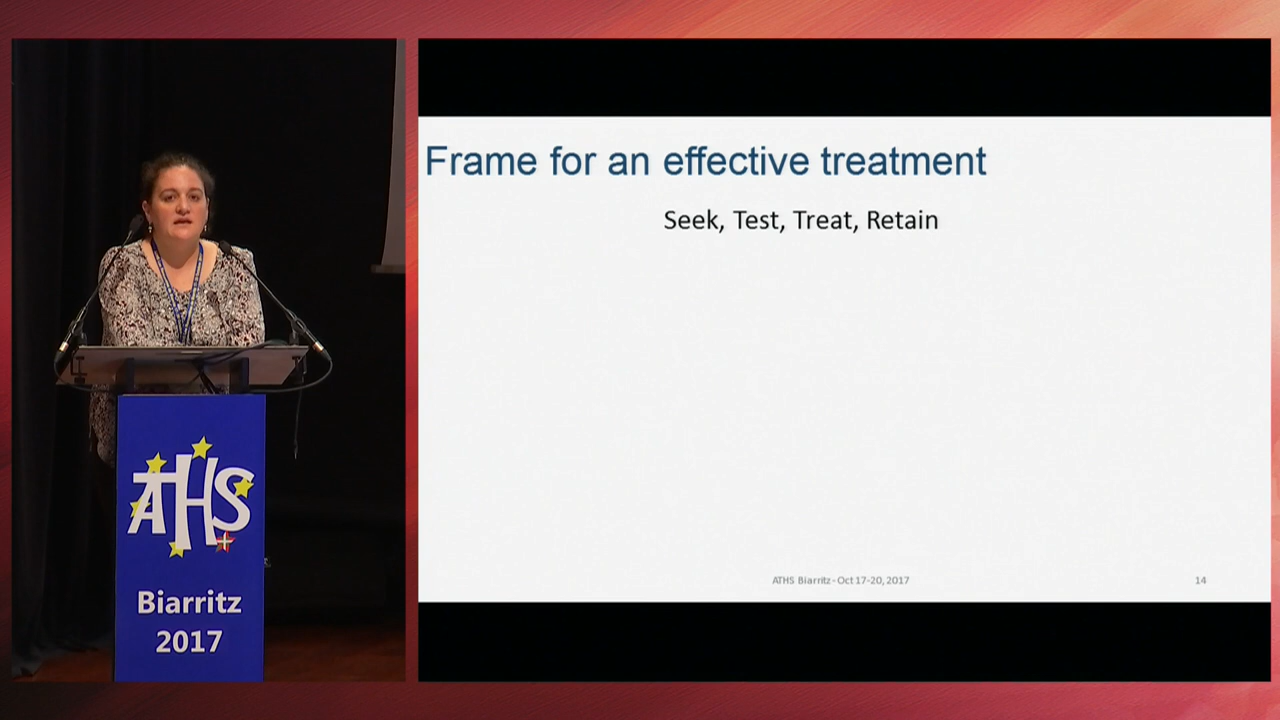 Frame for an effective treatment
Seek, Test, Treat, Retain
ATHS Biarritz - Oct 17-20, 2017
14
ATHS
Biarritz
2017